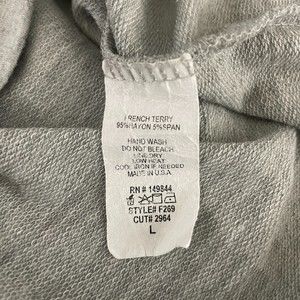 FRENCH TERRY
95%RAYON 5%SPAN
HAND WASH
DO NOT BLEACH
LINE DRY
LOW HEAT
COOL IRON IF NEEDED
MADE IN U.S.A
RN # 149844
STYLE# F269
CUT# 2964
L